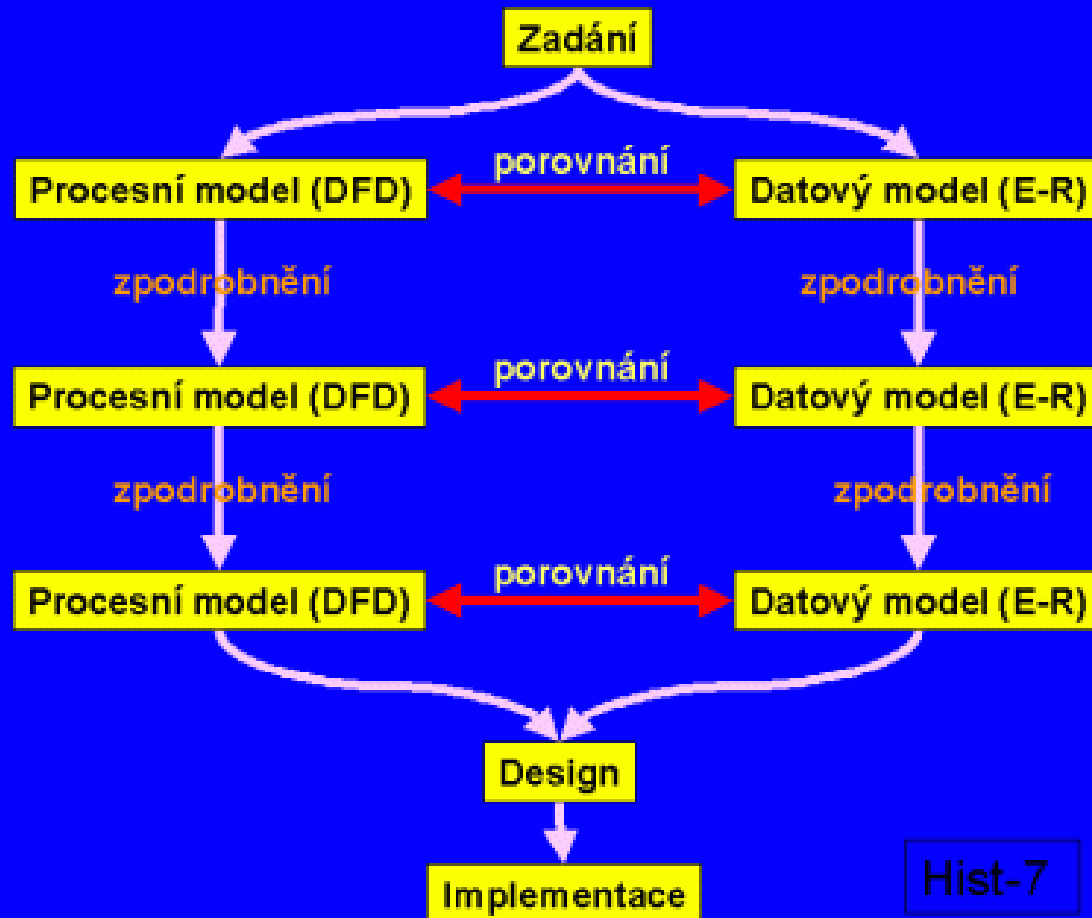 Zadání
porovnání
Procesní model (DFD)
Datový model (E-R)
zpodrobnění
zpodrobnění
porovnání
Procesní model (DFD)
Datový model (E-R)
zpodrobnění
zpodrobnění
porovnání
Procesní model (DFD)
Datový model (E-R)
Design
Implementace
Hist-7